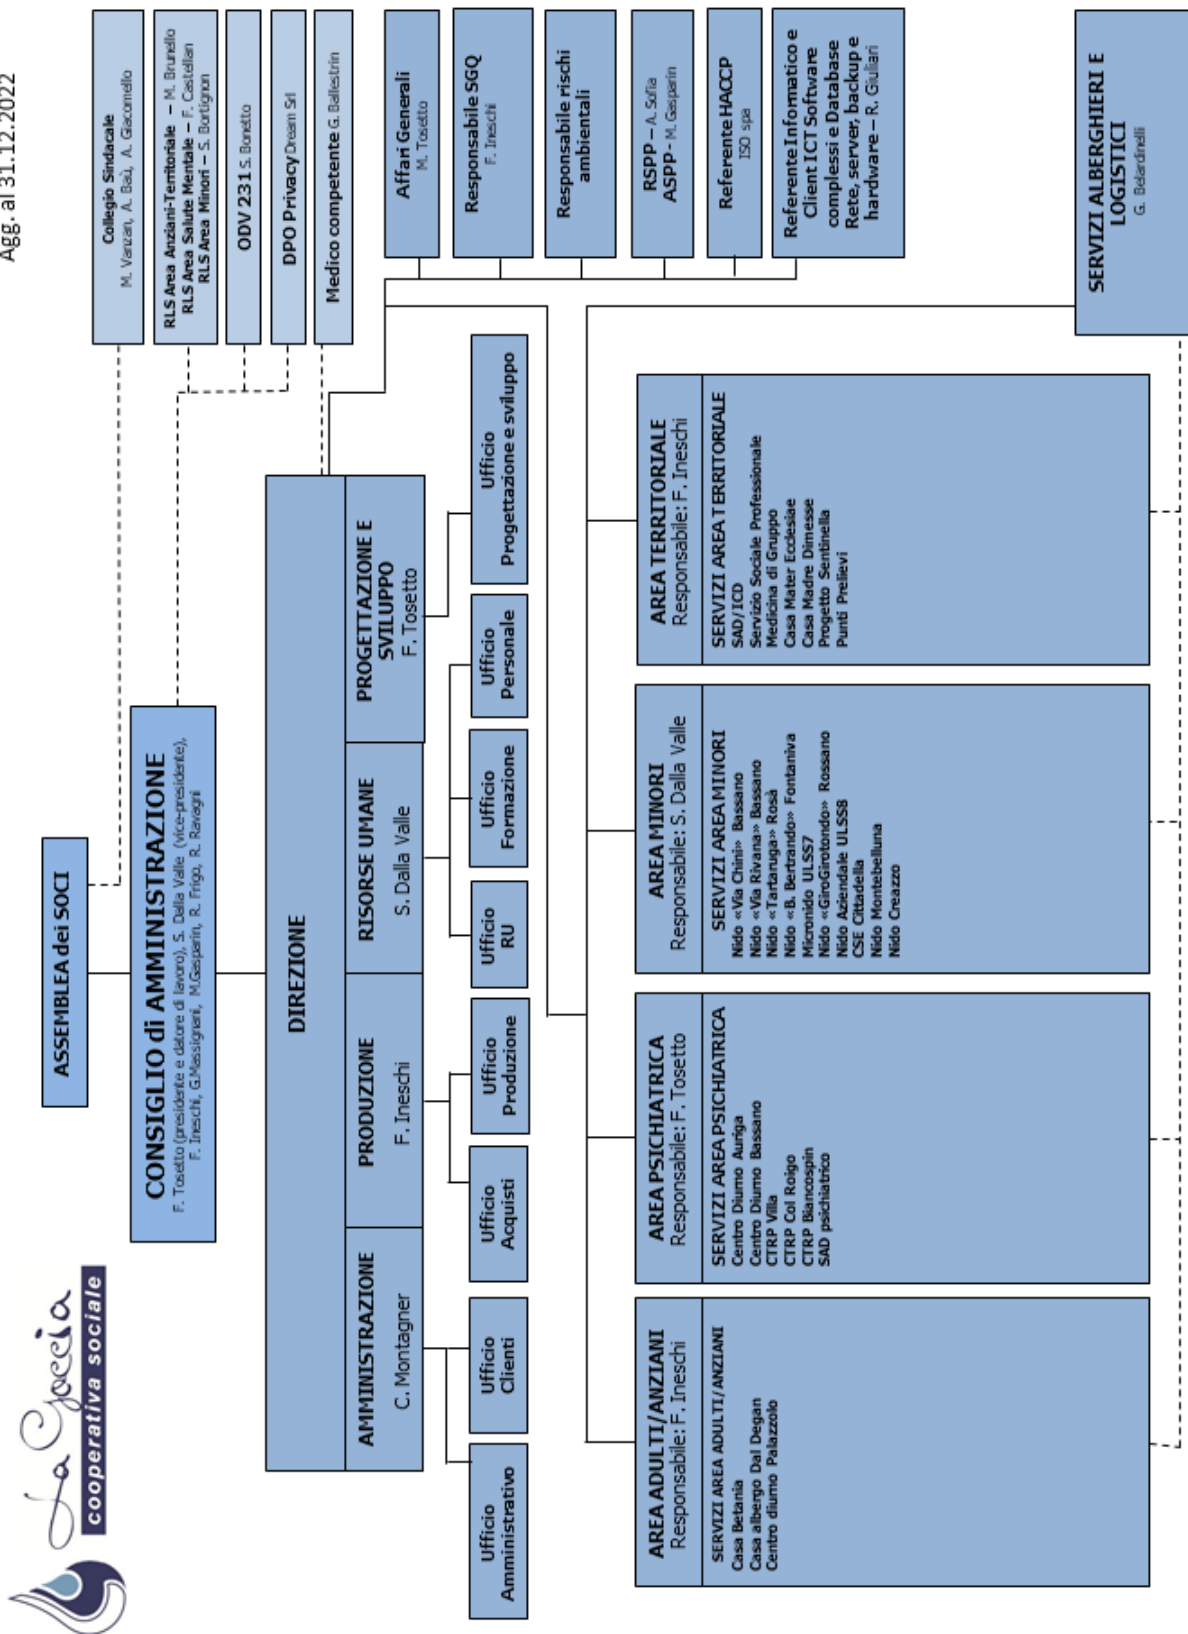 La Goccia
cooperativa sociale
Agg. al 31.12.2022
ASSEMBLEA dei SOCI
CONSIGLIO di AMMINISTRAZIONE
F. Tosetto (presidente e datore di lavoro), S. Dalla Valle (vice-presidente),
F. Ineschi, G.Massignani, M.Gasparin, R. Frigo, R. Ravagni
Collegio Sindacale
M. Vanzan, A. Baù, A. Giacomello
RLS Area Anziani-Territoriale – M. Brunello
RLS Area Salute Mentale – F. Castellan
RLS Area Minori – S. Bortignon
ODV 231 S. Bonetto
DPO Privacy Dream Srl
Medico competente G. Ballestrin
DIREZIONE
AMMINISTRAZIONE
C. Montagner
PRODUZIONE
F. Ineschi
RISORSE UMANE
S. Dalla Valle
PROGETTAZIONE E
SVILUPPO
F. Tosetto
Affari Generali
M. Tosetto
Responsabile SGQ
F. Ineschi
Responsabile rischi
ambientali
RSPP – A. Sofia
ASPP - M. Gasparin
Referente HACCP
ISO spa
Referente Informatico e
Client ICT Software
complessi e Database
Rete, server, backup e
hardware – R. Giuliari
Ufficio
Amministrativo
Ufficio
Clienti
Ufficio
Acquisti
Ufficio
Produzione
Ufficio
RU
Ufficio
Formazione
Ufficio
Personale
Ufficio
Progettazione e sviluppo
AREA ADULTI/ANZIANI
Responsabile: F. Ineschi
SERVIZI AREA ADULTI/ANZIANI
Casa Betania
Casa albergo Dal Degan
Centro diurno Palazzolo
AREA PSICHIATRICA
Responsabile: F. Tosetto
SERVIZI AREA PSICHIATRICA
Centro Diurno Auriga
Centro Diurno Bassano
CTRP Villa
CTRP Col Roigo
CTRP Biancospin
SAD psichiatrico
AREA MINORI
Responsabile: S. Dalla Valle
SERVIZI AREA MINORI
Nido «Via Chini» Bassano
Nido «Via Rivana» Bassano
Nido «Tartaruga» Rosà
Nido «B. Bertrando» Fontaniva
Micronido ULSS7
Nido «GiroGirotondo» Rossano
Nido Aziendale ULSS8
CSE Cittadella
Nido Montebelluna
Nido Creazzo
AREA TERRITORIALE
Responsabile: F. Ineschi
SERVIZI AREA TERRITORIALE
SAD/ICD
Servizio Sociale Professionale
Medicina di Gruppo
Casa Mater Ecclesiae
Casa Madre Dimesse
Progetto Sentinella
Punti Prelievi
SERVIZI ALBERGHIERI E
LOGISTICI
G. Belardinelli